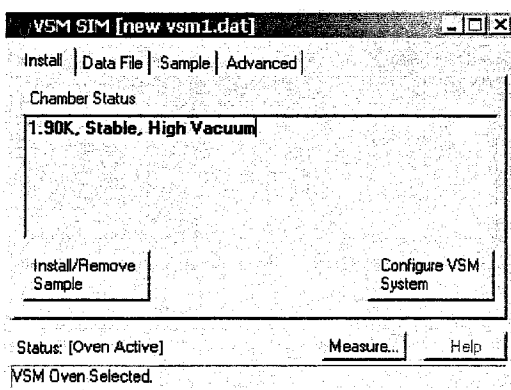 VSM SIM [new vsm1.dat]
Install Data File Sample Advanced
Chamber Status
1.90K, Stable, High Vacuum
Install/Remove Sample
Configure VSM System
Status: [Oven Active]
Measure... Help
VSM Oven Selected.